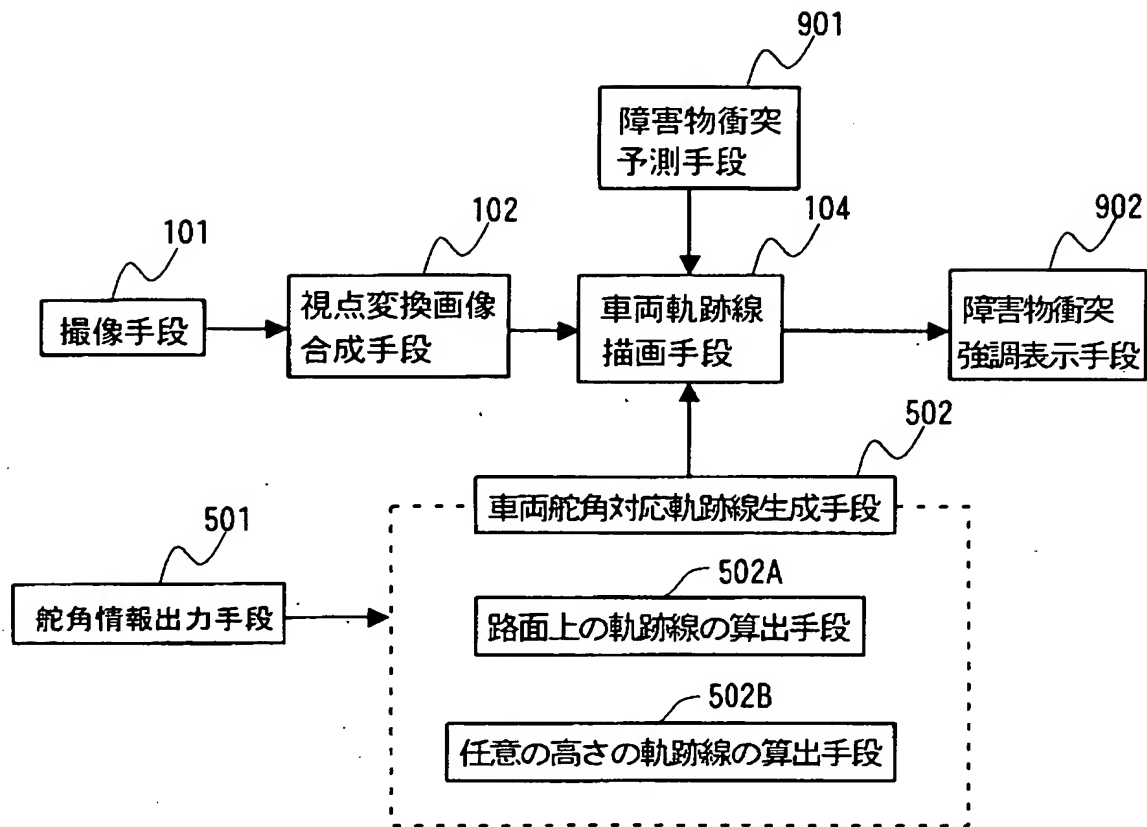 901
障害物衝突
予測手段
101
102
104
902
撮像手段
視点変換画像
合成手段
車両軌跡線
描画手段
障害物衝突
強調表示手段
502
車両舵角対応軌跡線生成手段
501
舵角情報出力手段
502A
路面上の軌跡線の算出手段
502B
任意の高さの軌跡線の算出手段